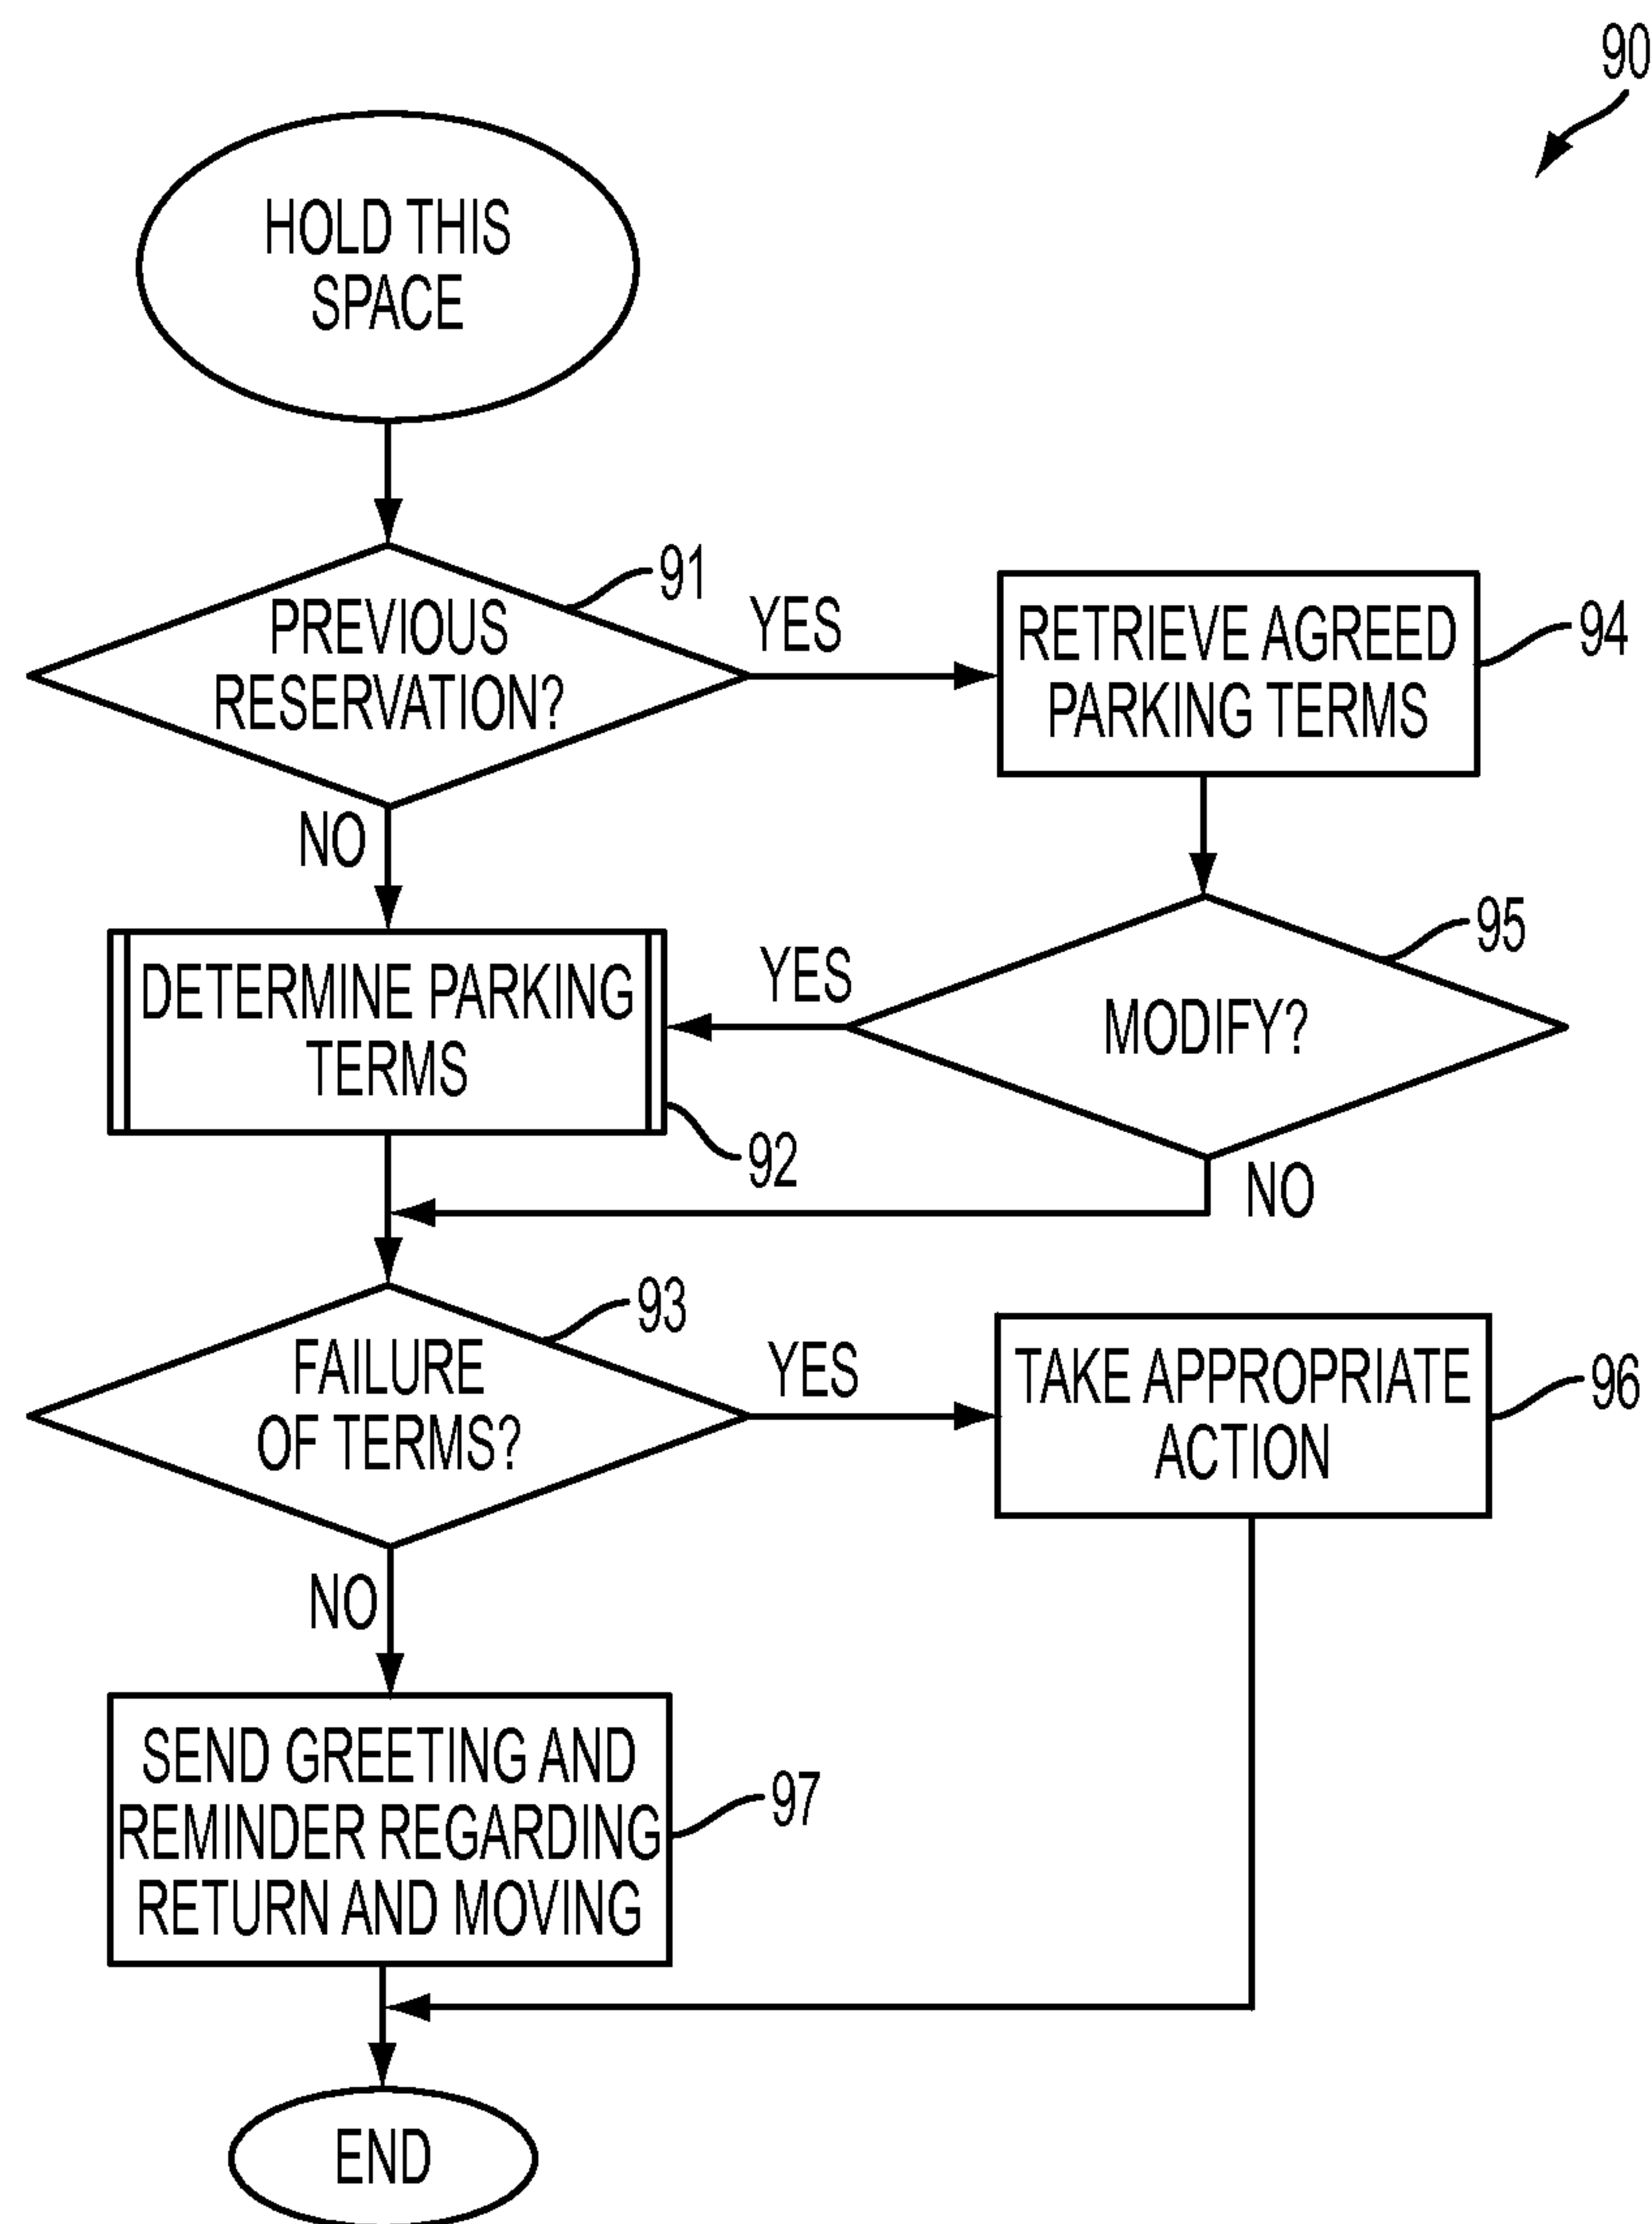 90
HOLD THIS
SPACE
91
PREVIOUS
RESERVATION?
YES
RETRIEVE AGREED
PARKING TERMS
94
NO
DETERMINE PARKING
TERMS
92
YES
MODIFY?
95
NO
FAILURE
OF TERMS?
93
YES
TAKE APPROPRIATE
ACTION
96
NO
SEND GREETING AND
REMINDER REGARDING
RETURN AND MOVING
97
END